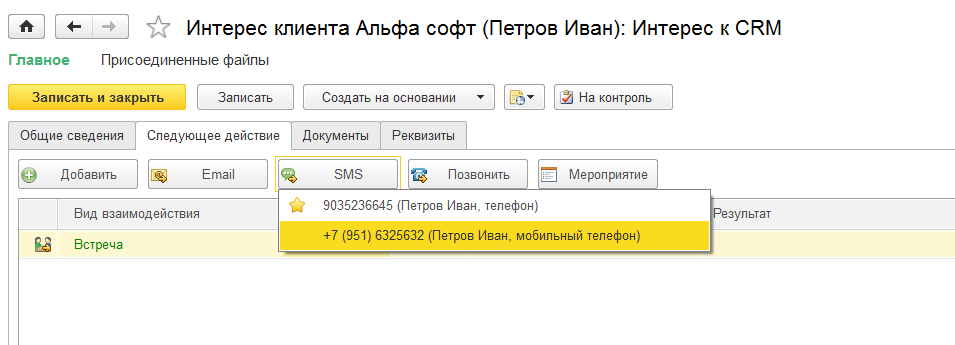 Интерес клиента Альфа софт (Петров Иван): Интерес к CRM
Главное Присоединенные файлы
Записать и закрыть Записать Создать на основании На контроль
Общие сведения Следующее действие Документы Реквизиты
Добавить Email SMS Позвонить Мероприятие
Вид взаимодействия Результат
9035236645 (Петров Иван, телефон)
+7 (951) 6325632 (Петров Иван, мобильный телефон)
Встреча